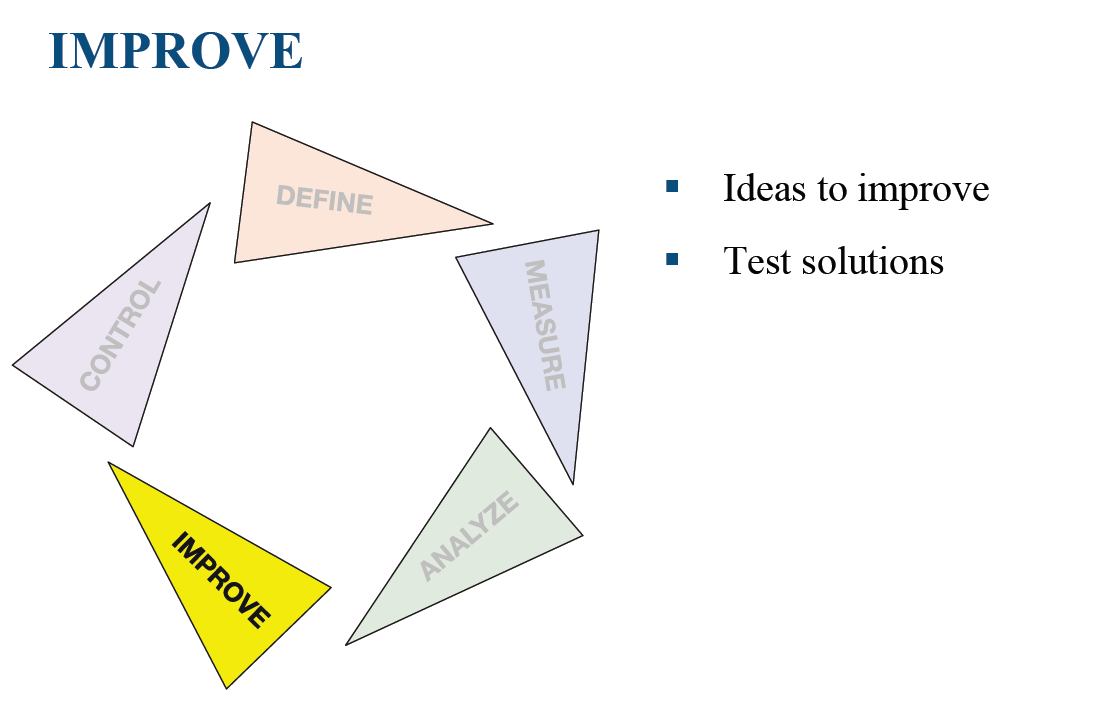 IMPROVE
DEFINE
MEASURE
ANALYZE
IMPROVE
CONTROL
Ideas to improve
Test solutions